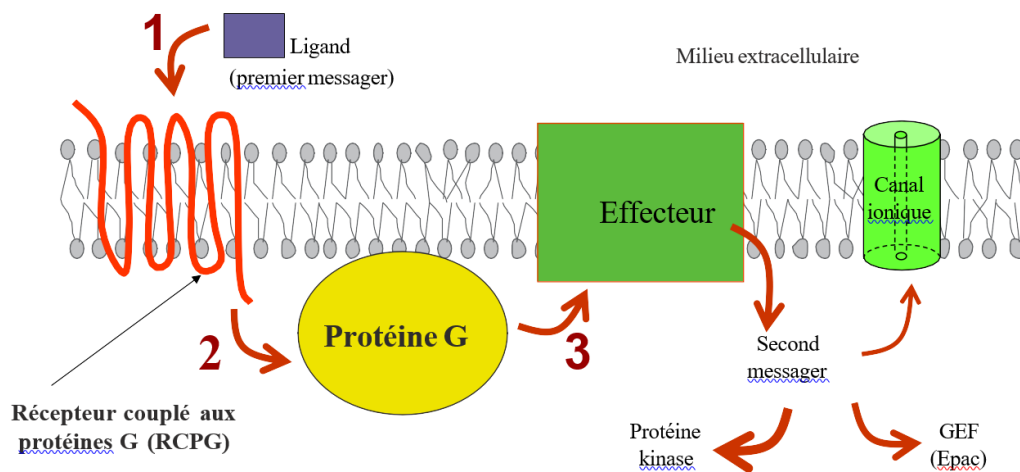 1
Ligand
(premier messager)
Milieu extracellulaire
Canal
ionique
Effecteur
Protéine G
2
3
Second
messager
Récepteur couplé aux
protéines G (RCPG)
Protéine
kinase
GEF
(Epac)